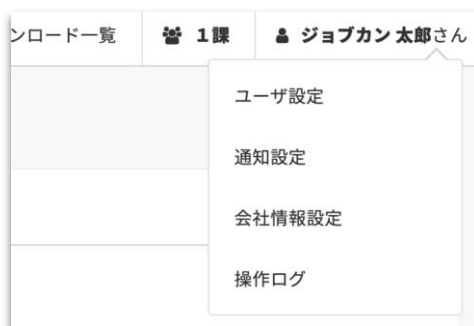 ンロード一覧 1課 ジョブカン 太郎さん
ユーザ設定
通知設定
会社情報設定
操作ログ